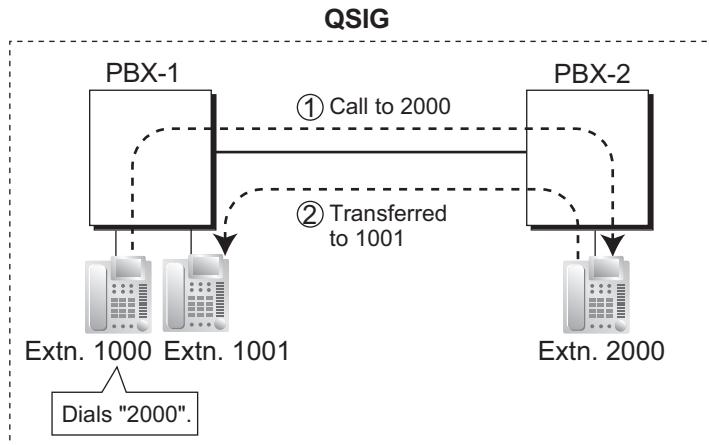 QSIG
PBX-1
PBX-2
① Call to 2000
② Transferred
to 1001
Extn. 1000
Extn. 1001
Extn. 2000
Dials "2000".